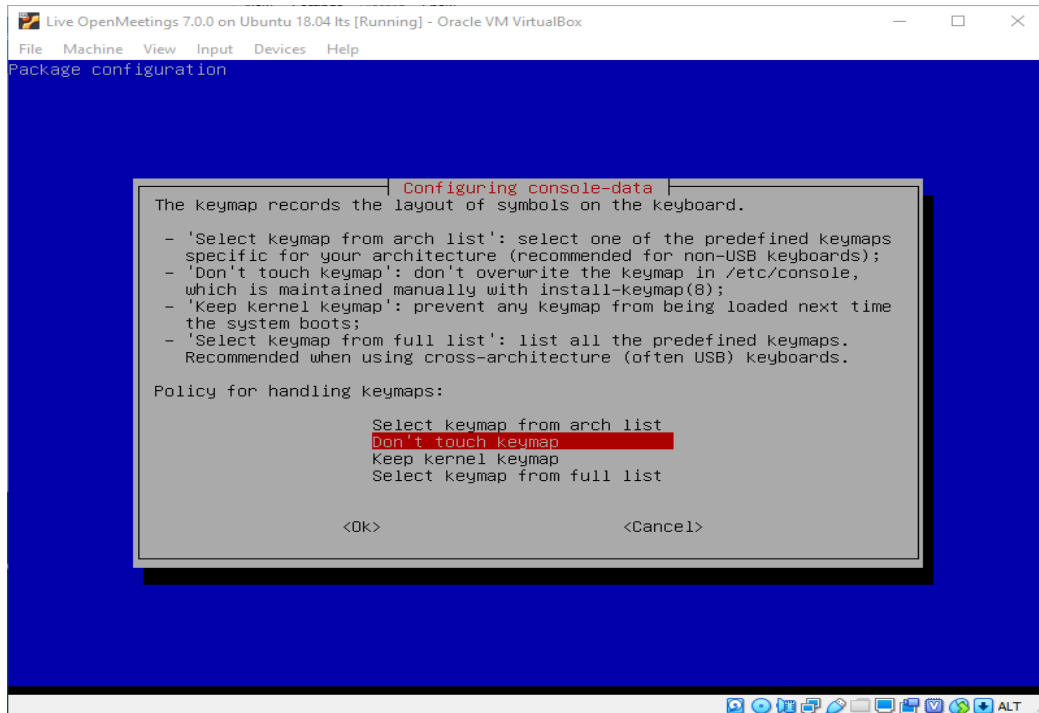 Live OpenMeetings 7.0.0 on Ubuntu 18.04 lts [Running] - Oracle VM VirtualBox
File Machine View Input Devices Help
Package configuration
Configuring console-data
The keymap records the layout of symbols on the keyboard.
- 'Select keymap from arch list': select one of the predefined keymaps
specific for your architecture (recommended for non-USB keyboards);
- 'Don't touch keymap': don't overwrite the keymap in /etc/console,
which is maintained manually with install-keymap(8);
- 'Keep kernel keymap': prevent any keymap from being loaded next time
the system boots;
- 'Select keymap from full list': list all the predefined keymaps.
Recommended when using cross-architecture (often USB) keyboards.
Policy for handling keymaps:
Select keymap from arch list
Don't touch keymap
Keep kernel keymap
Select keymap from full list
<Ok> <Cancel>
ALT